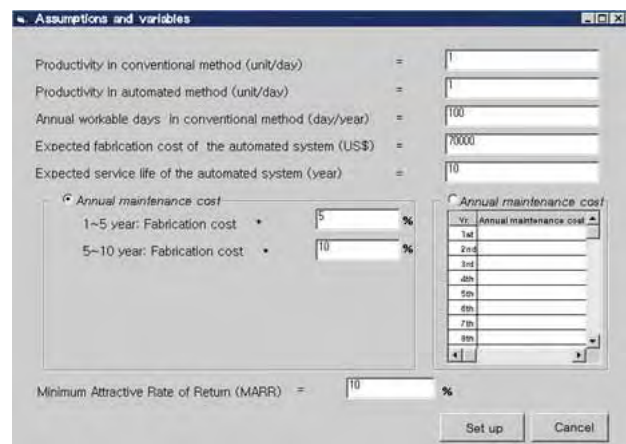 Assumptions and variables
Productivity in conventional method (unit/day) = 1
Productivity in automated method (unit/day) = 1
Annual workable days in conventional method (day/year) = 100
Expected fabrication cost of the automated system (US$) = 70000
Expected service life of the automated system (year) = 10
Annual maintenance cost
1~5 year: Fabrication cost * 5 %
5~10 year: Fabrication cost * 10 %
Annual maintenance cost
Yr. Annual maintenance cost
1st
2nd
3rd
4th
5th
6th
7th
8th
Minimum Attractive Rate of Return (MARR) = 10 %
Set up Cancel